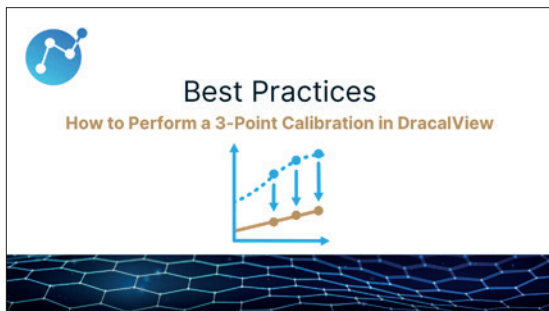 Best Practices
How to Perform a 3-Point Calibration in DracalView